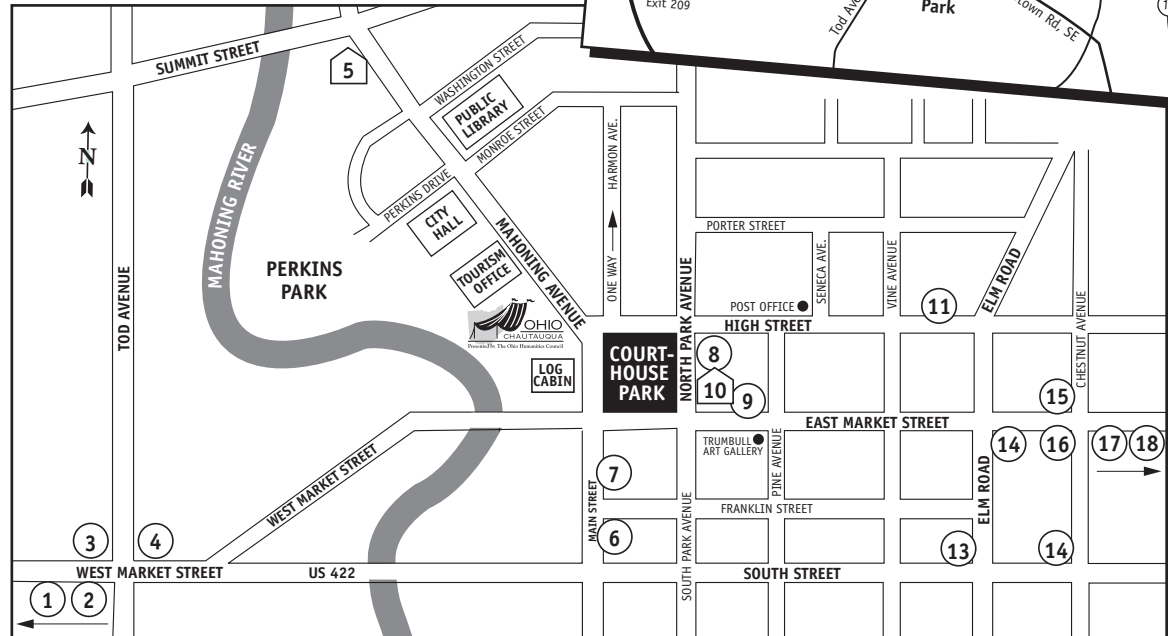 Exit 209
Tod Ave
Park
town Rd, SE
1
SUMMIT STREET
5
WASHINGTON STREET
PUBLIC
LIBRARY
MONROE STREET
N
MAHONING RIVER
PERKINS DRIVE
CITY
HALL
TOURISM
OFFICE
MAHONING AVENUE
ONE WAY
HARMON AVE.
PERKINS
PARK
TOD AVENUE
OHIO
CHAUTAUQUA
Presented by The Ohio Humanities Council
LOG
CABIN
COURT-
HOUSE
PARK
NORTH PARK AVENUE
PORTER STREET
SENECA AVE.
VINE AVENUE
POST OFFICE
HIGH STREET
11
ELM ROAD
CHESTNUT AVENUE
8
10
9
15
EAST MARKET STREET
TRUMBULL
ART GALLERY
PINE AVENUE
14
16
17
18
WEST MARKET STREET
7
MAIN STREET
6
SOUTH PARK AVENUE
FRANKLIN STREET
ELM ROAD
13
14
3
4
WEST MARKET STREET
US 422
SOUTH STREET
1
2